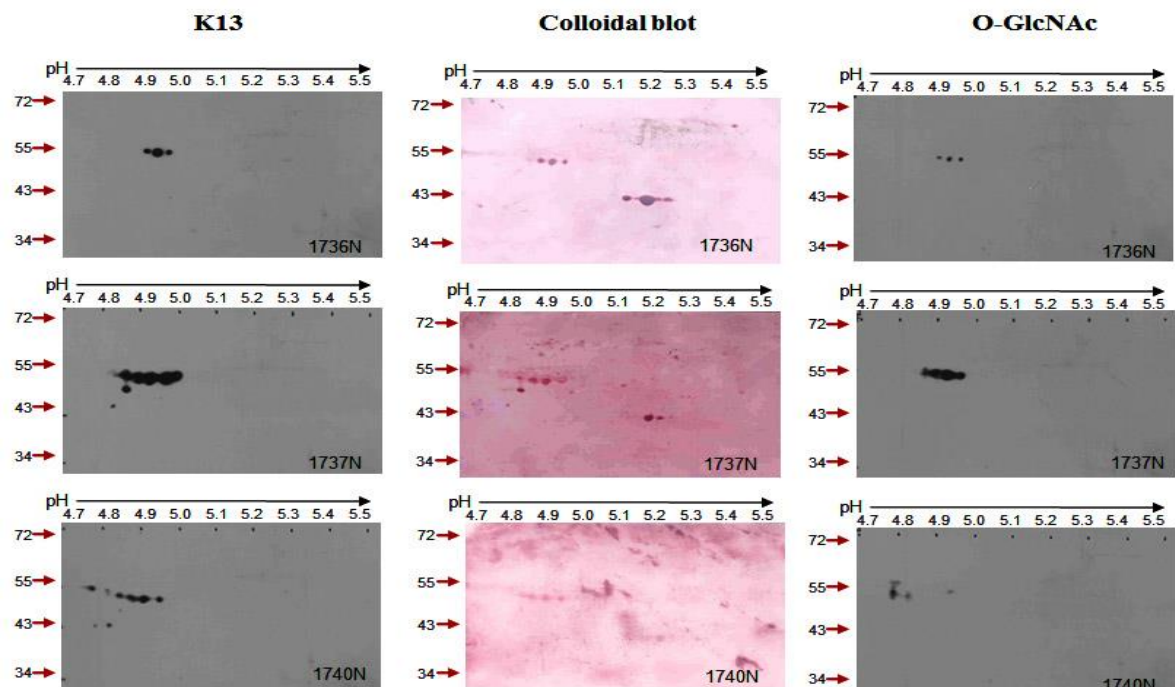 K13 Colloidal blot O-GlcNAc
pH pH pH
4.7 4.8 4.9 5.0 5.1 5.2 5.3 5.4 5.5 4.7 4.8 4.9 5.0 5.1 5.2 5.3 5.4 5.5 4.7 4.8 4.9 5.0 5.1 5.2 5.3 5.4 5.5
72 72 72
55 55 55
43 43 43
34 34 34
1736N 1736N 1736N
pH pH pH
4.7 4.8 4.9 5.0 5.1 5.2 5.3 5.4 5.5 4.7 4.8 4.9 5.0 5.1 5.2 5.3 5.4 5.5 4.7 4.8 4.9 5.0 5.1 5.2 5.3 5.4 5.5
72 72 72
55 55 55
43 43 43
34 34 34
1737N 1737N 1737N
pH pH pH
4.7 4.8 4.9 5.0 5.1 5.2 5.3 5.4 5.5 4.7 4.8 4.9 5.0 5.1 5.2 5.3 5.4 5.5 4.7 4.8 4.9 5.0 5.1 5.2 5.3 5.4 5.5
72 72 72
55 55 55
43 43 43
34 34 34
1740N 1740N 1740N